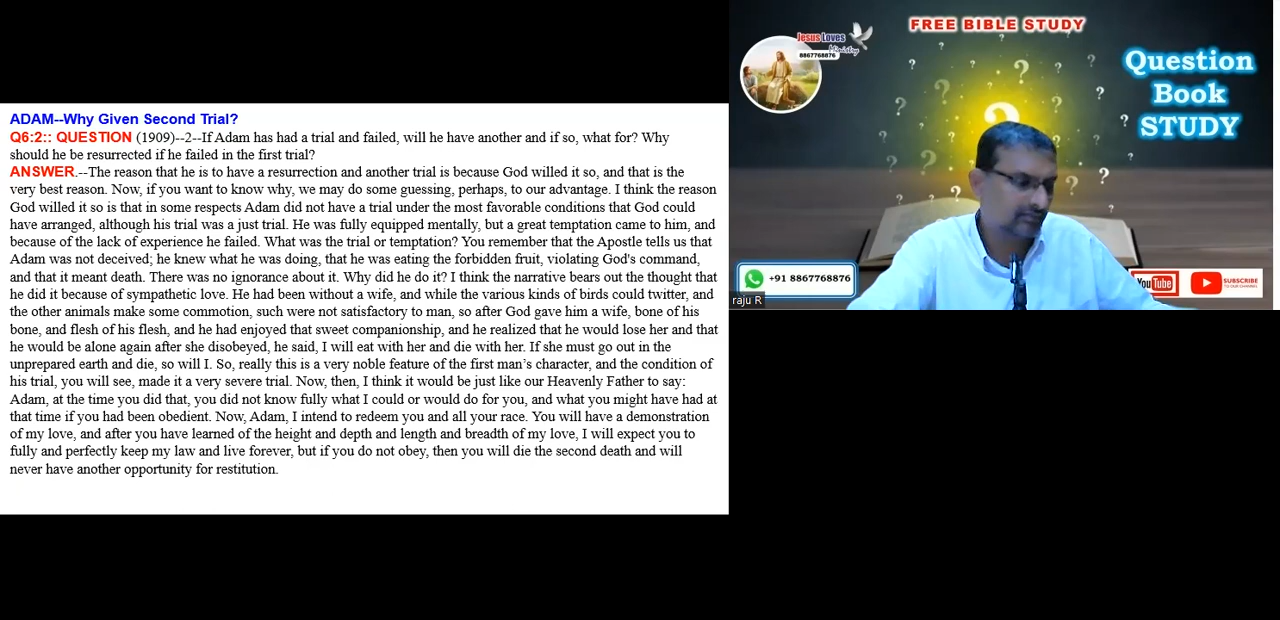 ADAM--Why Given Second Trial?
Q6:2:: QUESTION (1909)--2--If Adam has had a trial and failed, will he have another and if so, what for? Why
should he be resurrected if he failed in the first trial?
ANSWER.--The reason that he is to have a resurrection and another trial is because God willed it so, and that is the
very best reason. Now, if you want to know why, we may do some guessing, perhaps, to our advantage. I think the reason
God willed it so is that in some respects Adam did not have a trial under the most favorable conditions that God could
have arranged, although his trial was a just trial. He was fully equipped mentally, but a great temptation came to him, and
because of the lack of experience he failed. What was the trial or temptation? You remember that the Apostle tells us that
Adam was not deceived; he knew what he was doing, that he was eating the forbidden fruit, violating God's command,
and that it meant death. There was no ignorance about it. Why did he do it? I think the narrative bears out the thought that
he did it because of sympathetic love. He had been without a wife, and while the various kinds of birds could twitter, and
the other animals make some commotion, such were not satisfactory to man, so after God gave him a wife, bone of his
bone, and flesh of his flesh, and he had enjoyed that sweet companionship, and he realized that he would lose her and that
he would be alone again after she disobeyed, he said, I will eat with her and die with her. If she must go out in the
unprepared earth and die, so will I. So, really this is a very noble feature of the first man’s character, and the condition of
his trial, you will see, made it a very severe trial. Now, then, I think it would be just like our Heavenly Father to say:
Adam, at the time you did that, you did not know fully what I could or would do for you, and what you might have had at
that time if you had been obedient. Now, Adam, I intend to redeem you and all your race. You will have a demonstration
of my love, and after you have learned of the height and depth and length and breadth of my love, I will expect you to
fully and perfectly keep my law and live forever, but if you do not obey, then you will die the second death and will
never have another opportunity for restitution.
FREE BIBLE STUDY
Jesus Loves
Ministry
8867768876
Question
Book
STUDY
+91 8867768876
raju R
You Tube
SUBSCRIBE